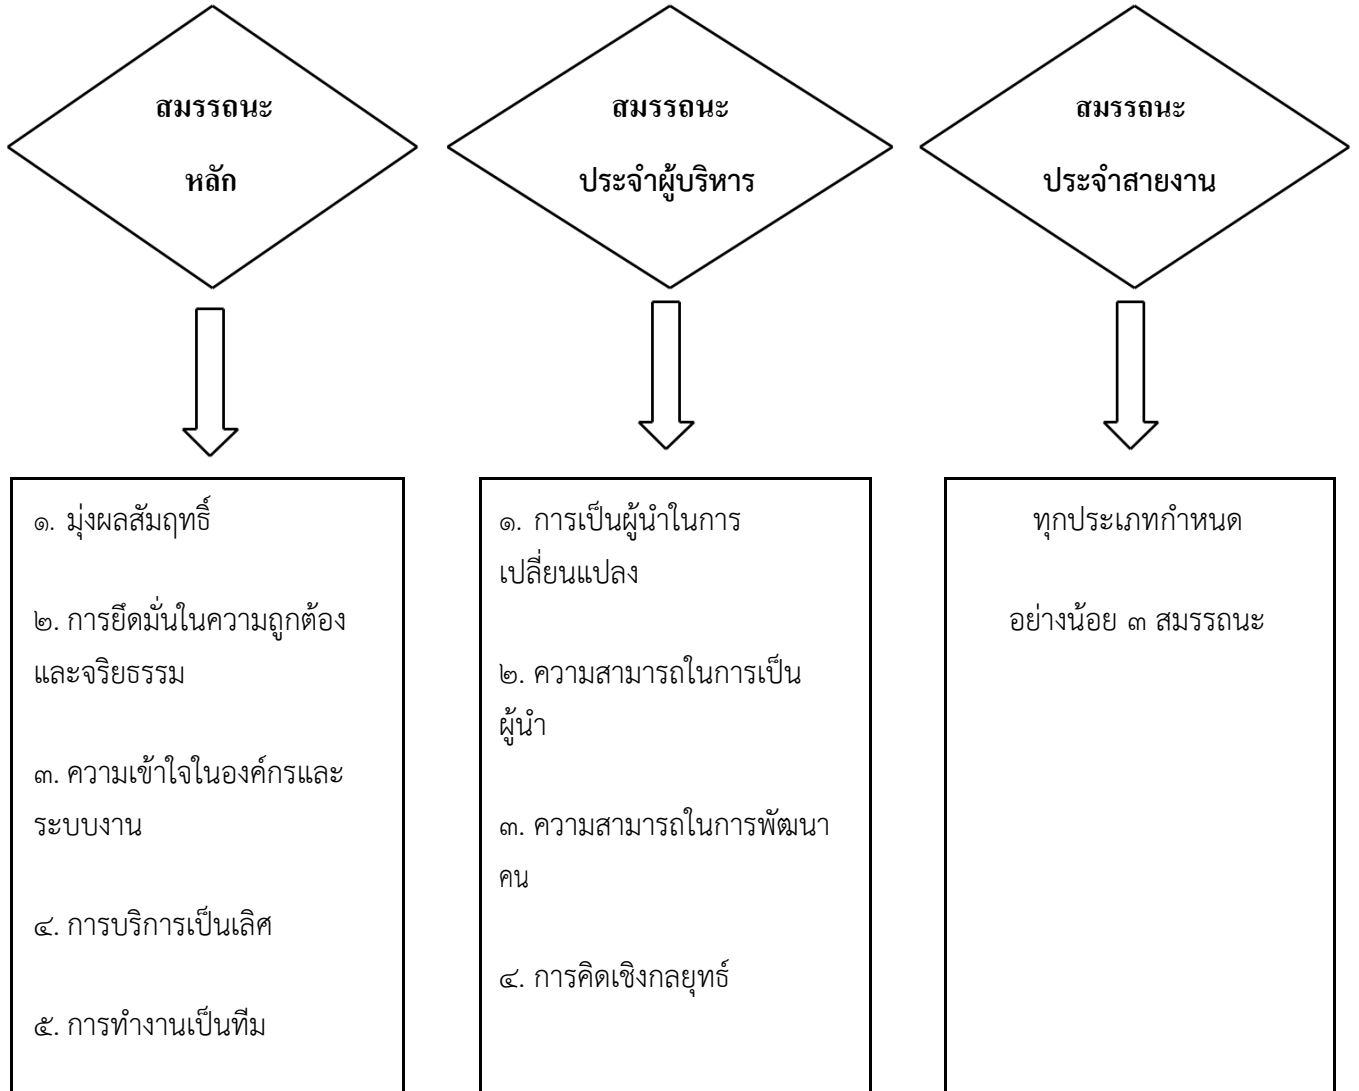 สมรรถนะ
หลัก
สมรรถนะ
ประจำผู้บริหาร
สมรรถนะ
ประจำสายงาน
๑. มุ่งผลสัมฤทธิ์
๒. การยึดมั่นในความถูกต้อง
และจริยธรรม
๓. ความเข้าใจในองค์กรและ
ระบบงาน
๔. การบริการเป็นเลิศ
๕. การทำงานเป็นทีม
๑. การเป็นผู้นำในการ
เปลี่ยนแปลง
๒. ความสามารถในการเป็น
ผู้นำ
๓. ความสามารถในการพัฒนา
คน
๔. การคิดเชิงกลยุทธ์
ทุกประเภทกำหนด
อย่างน้อย ๓ สมรรถนะ